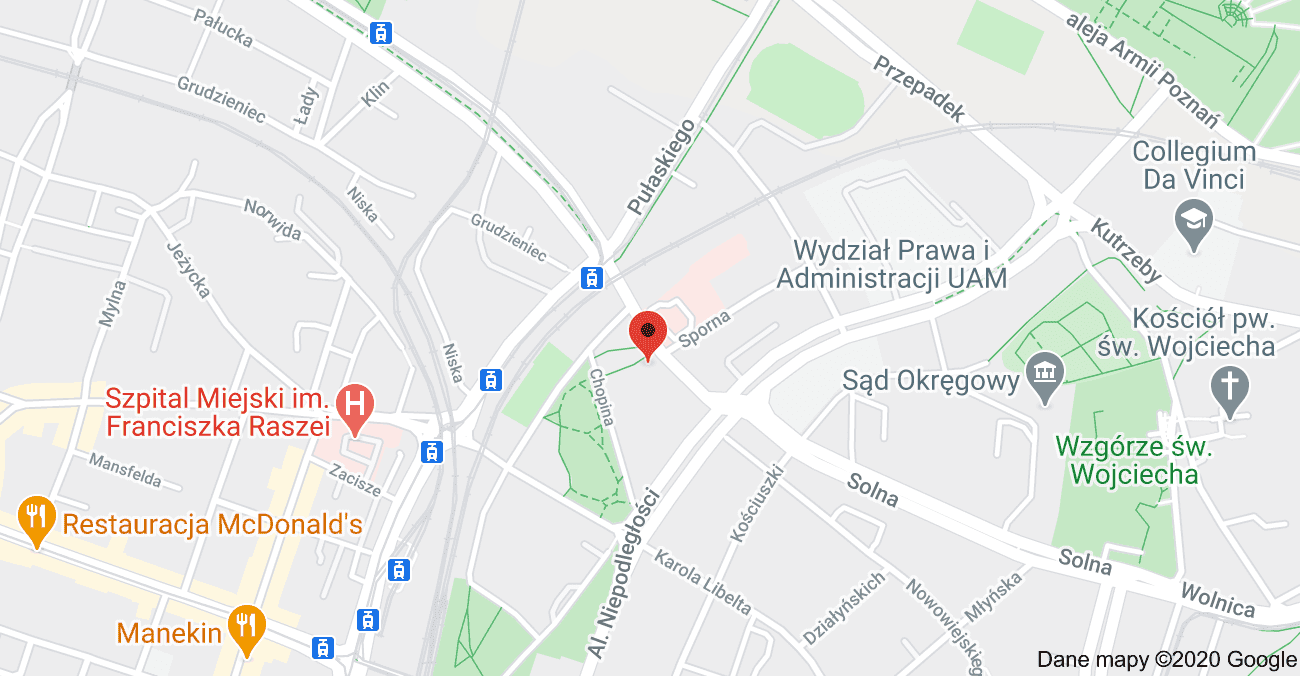 Pałucka
aleja Armii Poznań
Przepadek
Grudzieniec
Łady
Klin
Pułaskiego
Collegium
Da Vinci
Niska
Norwida
Grudzieniec
Kutrzeby
Jeżycka
Wydział Prawa i
Administracji UAM
Mylna
Sporna
Kościół pw.
św. Wojciecha
Niska
Chopina
Sąd Okręgowy
Szpital Miejski im.
Franciszka Raszei
Wzgórze św.
Wojciecha
Mansfelda
Zacisze
Solna
Kościuszki
Restauracja McDonald's
Al. Niepodległości
Karola Libelta
Solna
Działyńskich
Nowowiejskiego
Młyńska
Wolnica
Manekin
Dane mapy ©2020 Google